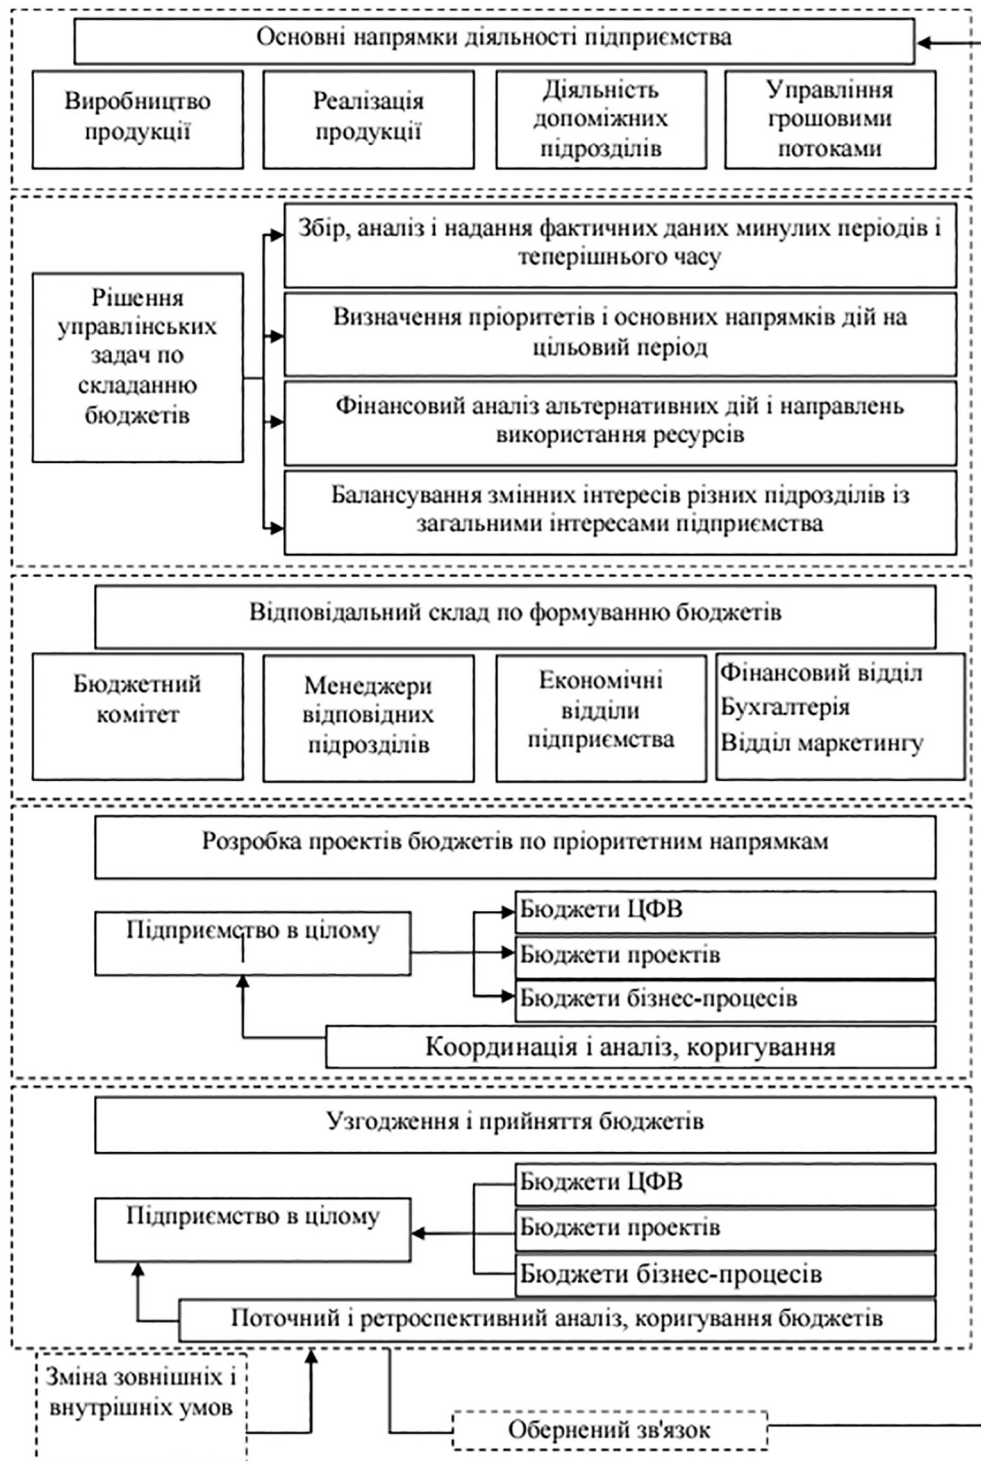 Основні напрямки діяльності підприємства
Виробництво
продукції
Реалізація
продукції
Діяльність
допоміжних
підрозділів
Управління
грошовими
потоками
Рішення
управлінських
задач по
складанню
бюджетів
Збір, аналіз і надання фактичних даних минулих періодів і
теперішнього часу
Визначення пріоритетів і основних напрямків дій на
цільовий період
Фінансовий аналіз альтернативних дій і направлень
використання ресурсів
Балансування змінних інтересів різних підрозділів із
загальними інтересами підприємства
Відповідальний склад по формуванню бюджетів
Бюджетний
комітет
Менеджери
відповідних
підрозділів
Економічні
відділи
підприємства
Фінансовий відділ
Бухгалтерія
Відділ маркетингу
Розробка проектів бюджетів по пріоритетним напрямкам
Підприємство в цілому
Бюджети ЦФВ
Бюджети проектів
Бюджети бізнес-процесів
Координація і аналіз, коригування
Узгодження і прийняття бюджетів
Підприємство в цілому
Бюджети ЦФВ
Бюджети проектів
Бюджети бізнес-процесів
Поточний і ретроспективний аналіз, коригування бюджетів
Зміна зовнішніх і
внутрішніх умов
Обернений зв'язок